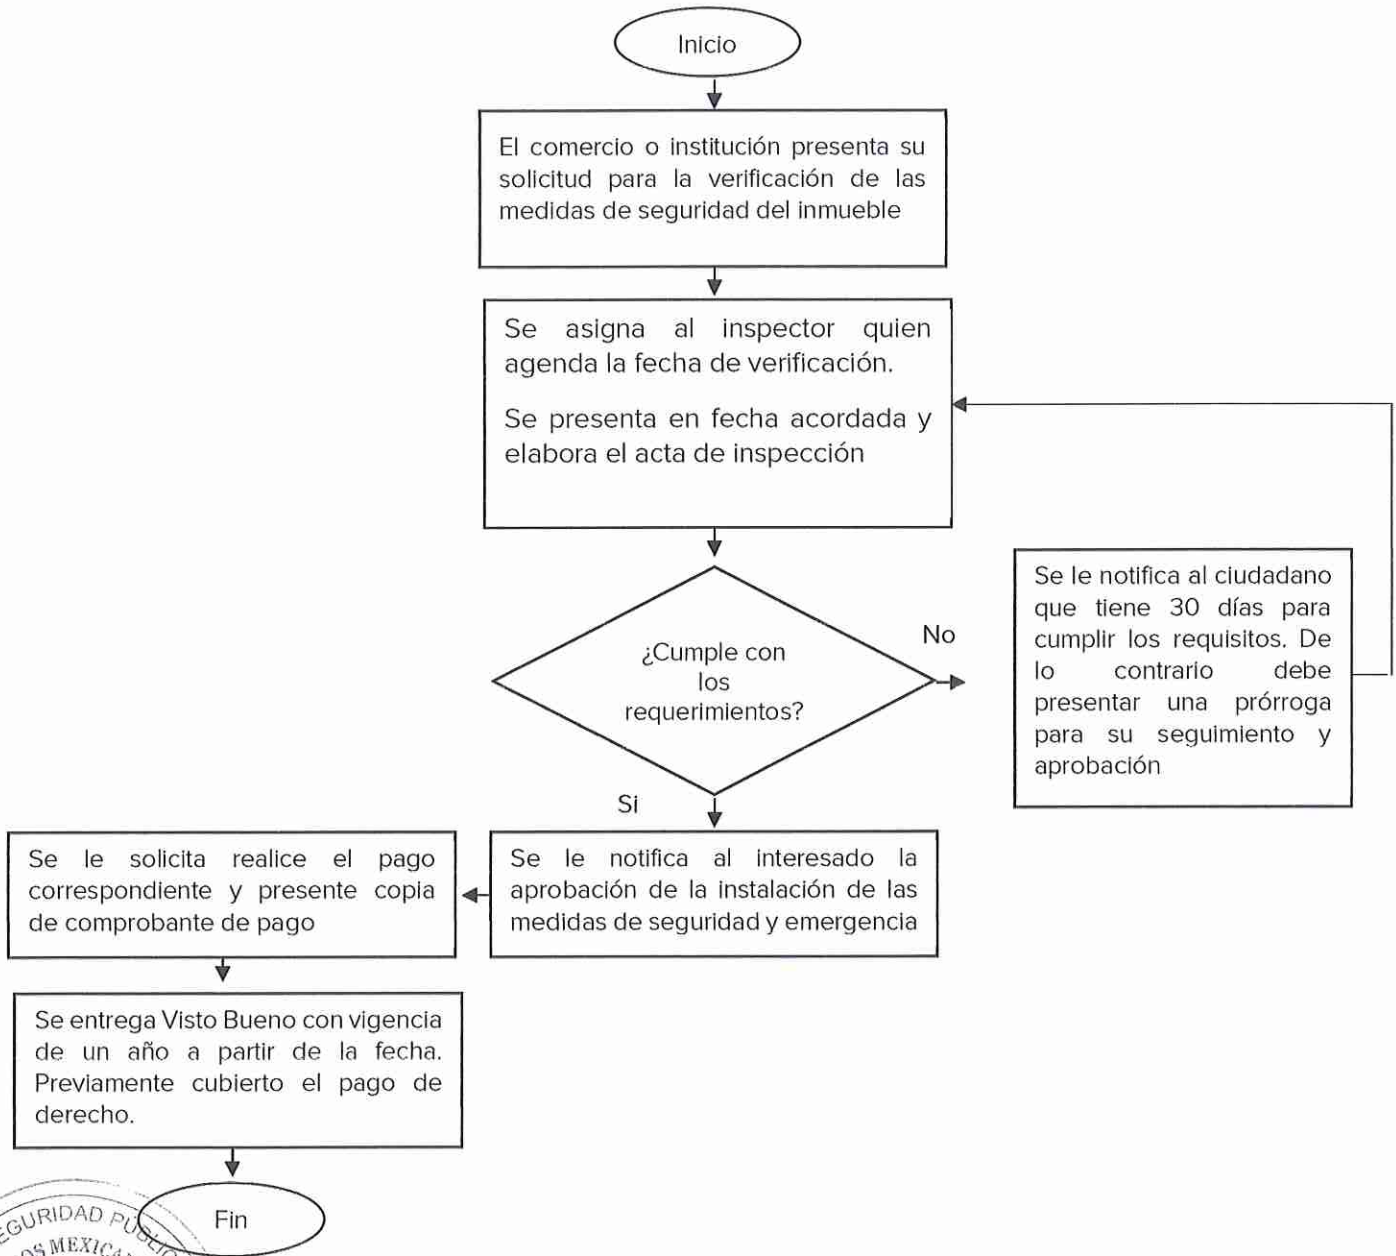 Inicio
El comercio o institución presenta su
solicitud para la verificación de las
medidas de seguridad del inmueble
Se asigna al inspector quien
agenda la fecha de verificación.
Se presenta en fecha acordada y
elabora el acta de inspección
¿Cumple con
los
requerimientos?
No
Se le notifica al ciudadano
que tiene 30 días para
cumplir los requisitos. De
lo contrario debe
presentar una prórroga
para su seguimiento y
aprobación
Si
Se le notifica al interesado la
aprobación de la instalación de las
medidas de seguridad y emergencia
Se le solicita realice el pago
correspondiente y presente copia
de comprobante de pago
Se entrega Visto Bueno con vigencia
de un año a partir de la fecha.
Previamente cubierto el pago de
derecho.
Fin